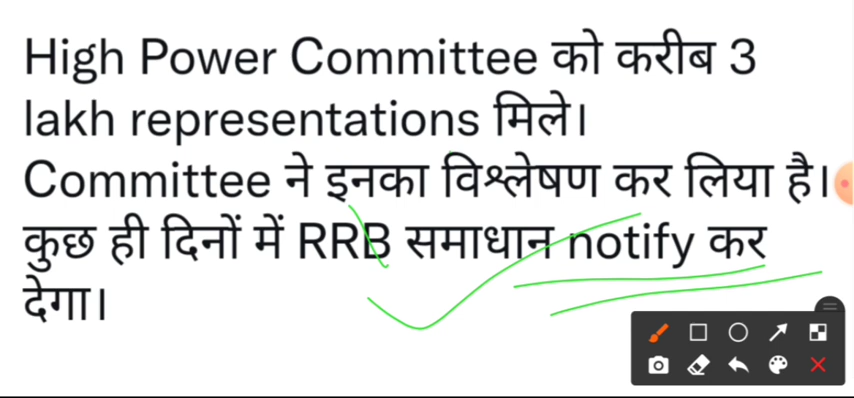 High Power Committee को करीब 3
lakh representations मिले।
Committee ने इनका विश्लेषण कर लिया है।
कुछ ही दिनों में RRB समाधान notify कर
देगा।